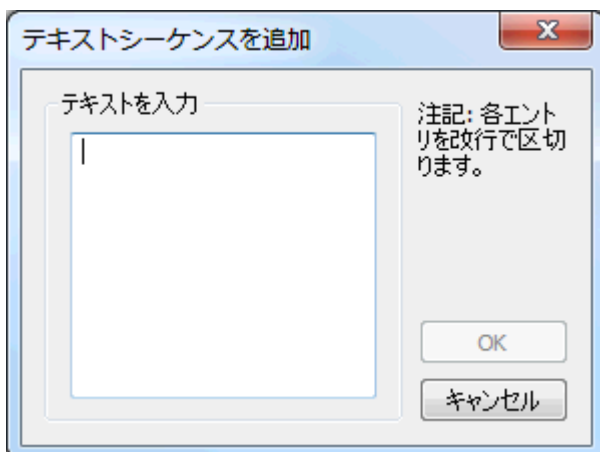 テキストシーケンスを追加
テキストを入力
注記: 各エント
リを改行で区切
ります。
OK
キャンセル